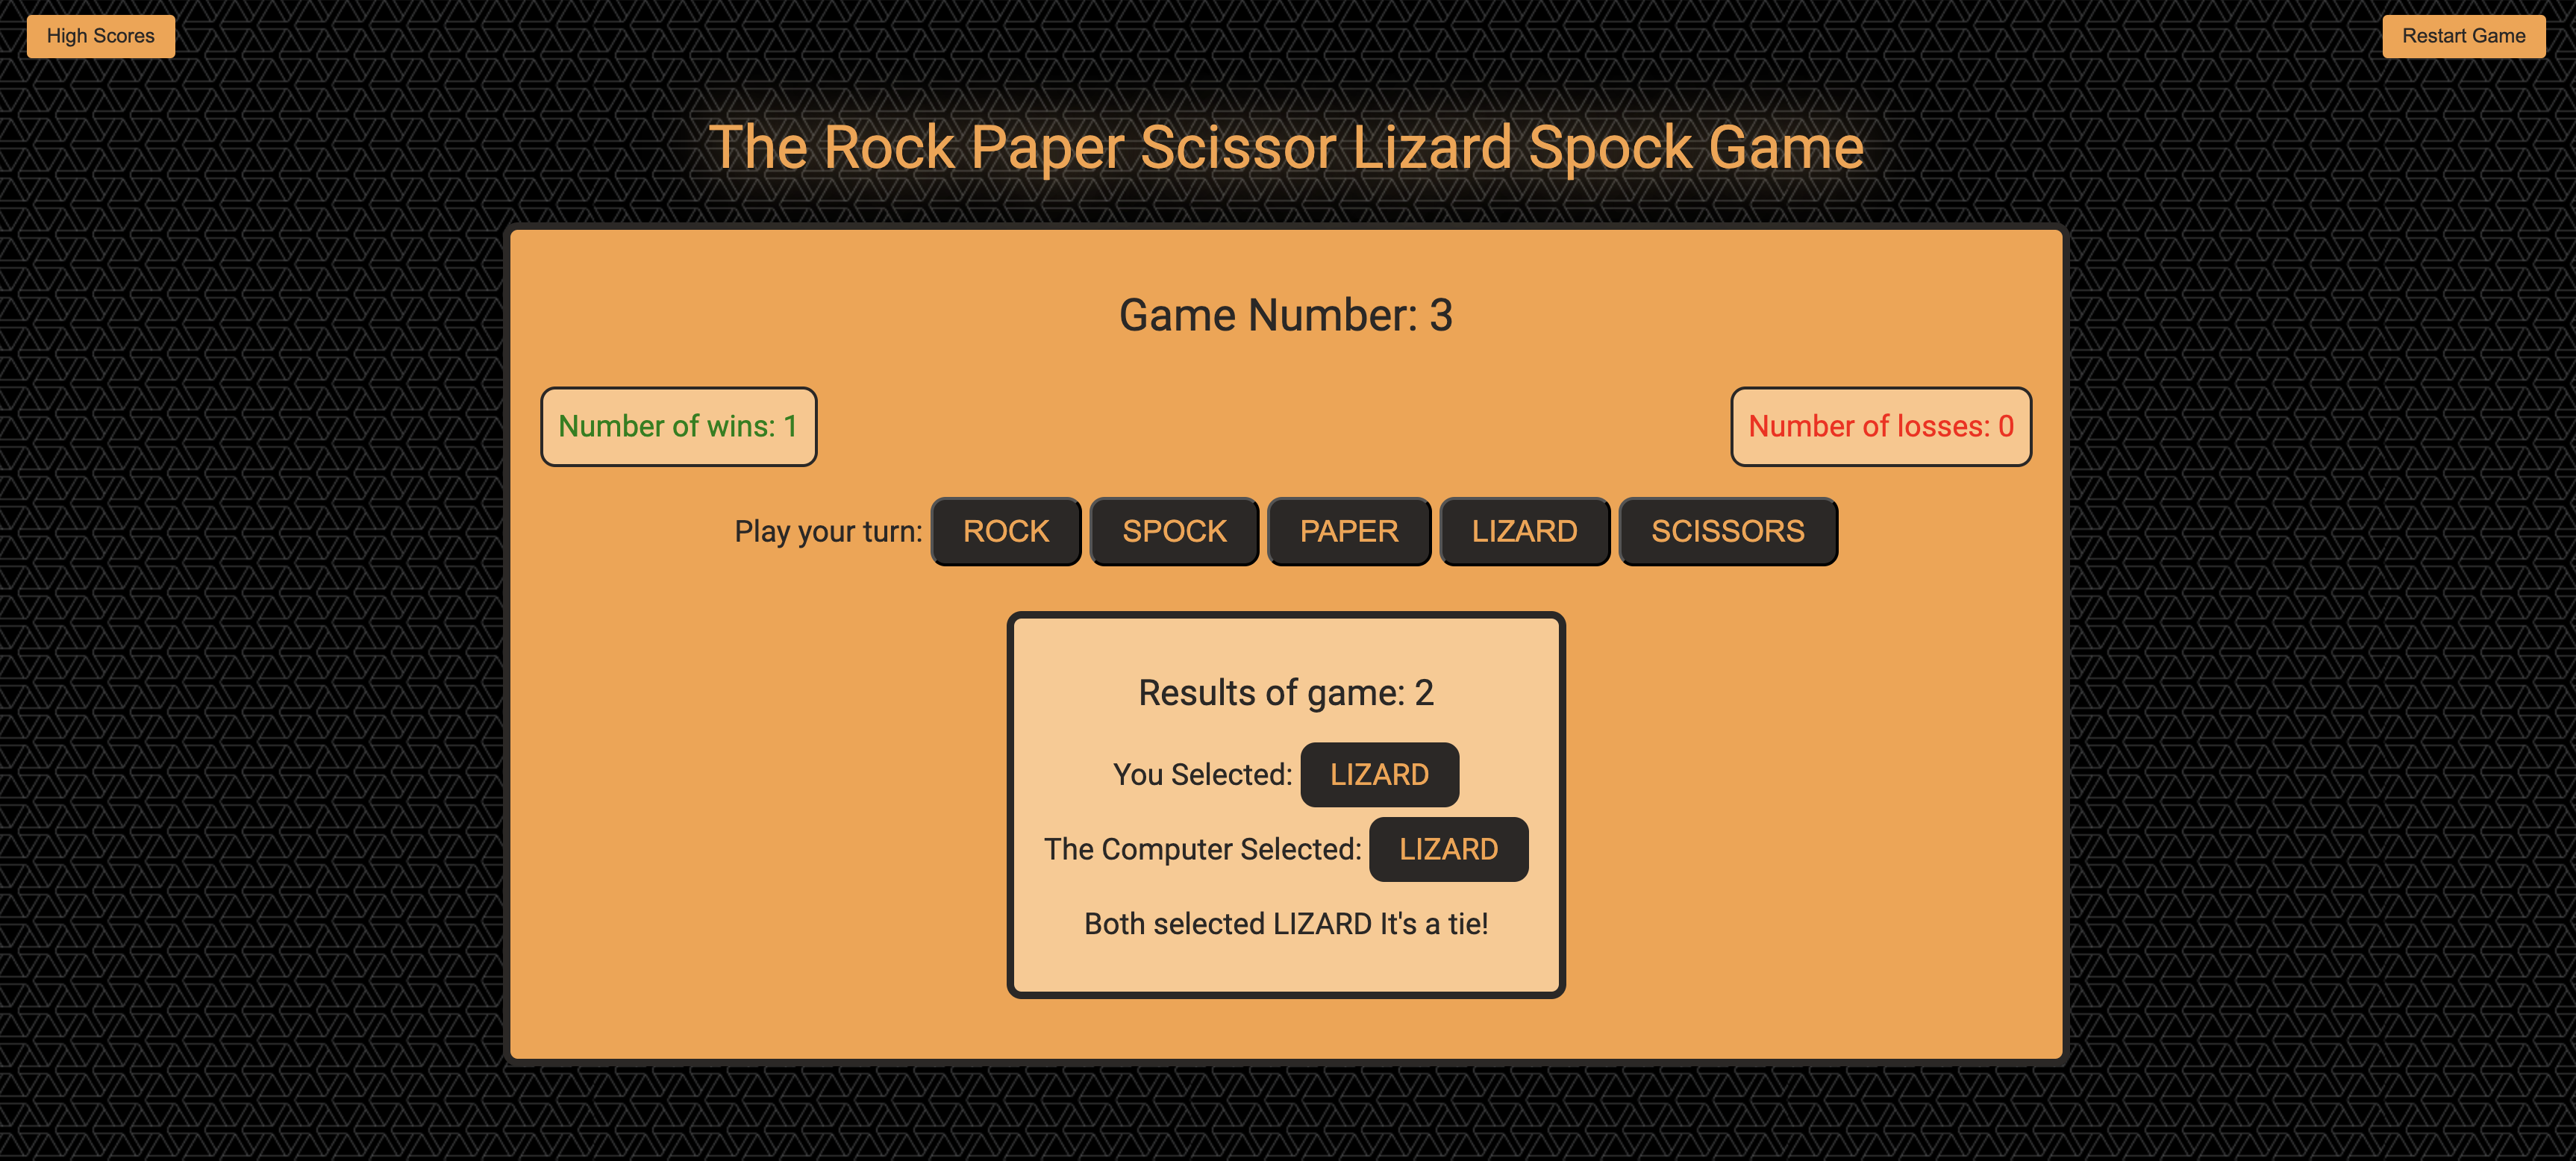 High Scores
Restart Game
The Rock Paper Scissor Lizard Spock Game
Game Number: 3
Number of wins: 1
Number of losses: 0
Play your turn: ROCK SPOCK PAPER LIZARD SCISSORS
Results of game: 2
You Selected: LIZARD
The Computer Selected: LIZARD
Both selected LIZARD It's a tie!